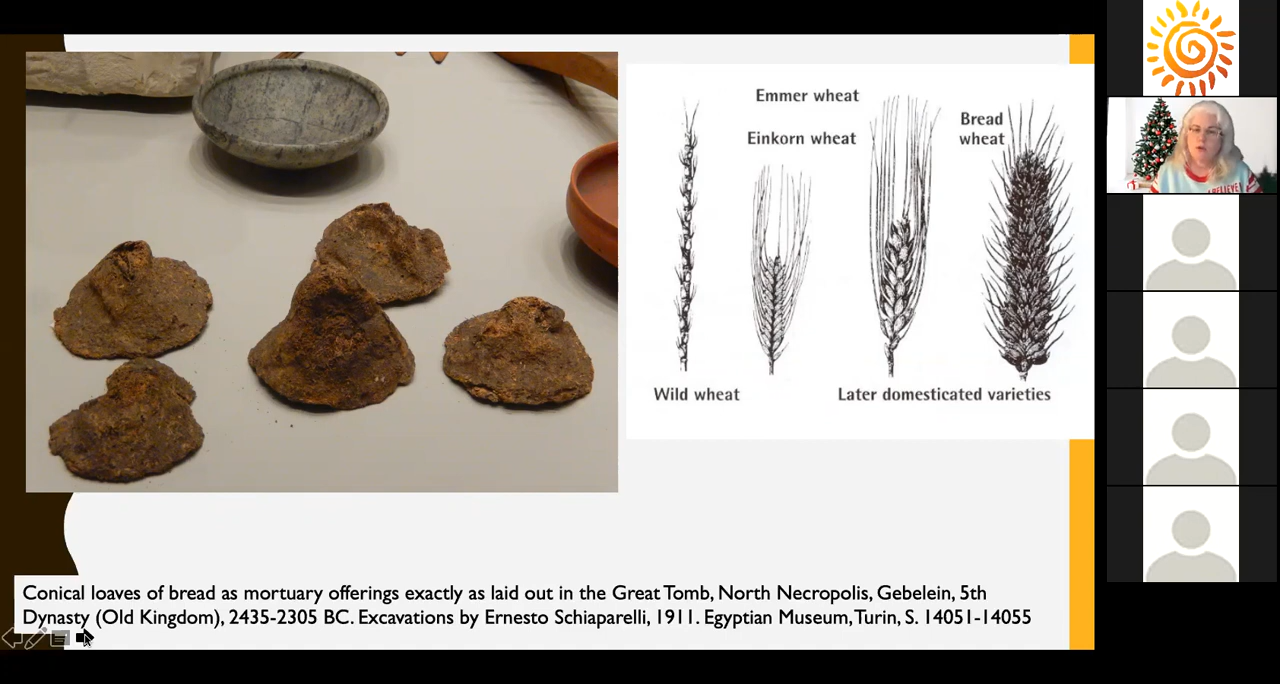 Emmer wheat
Einkorn wheat
Bread
wheat
Wild wheat
Later domesticated varieties
Conical loaves of bread as mortuary offerings exactly as laid out in the Great Tomb, North Necropolis, Gebelein, 5th
Dynasty (Old Kingdom), 2435-2305 BC. Excavations by Ernesto Schiaparelli, 1911. Egyptian Museum, Turin, S. 14051-14055
BELIEVE